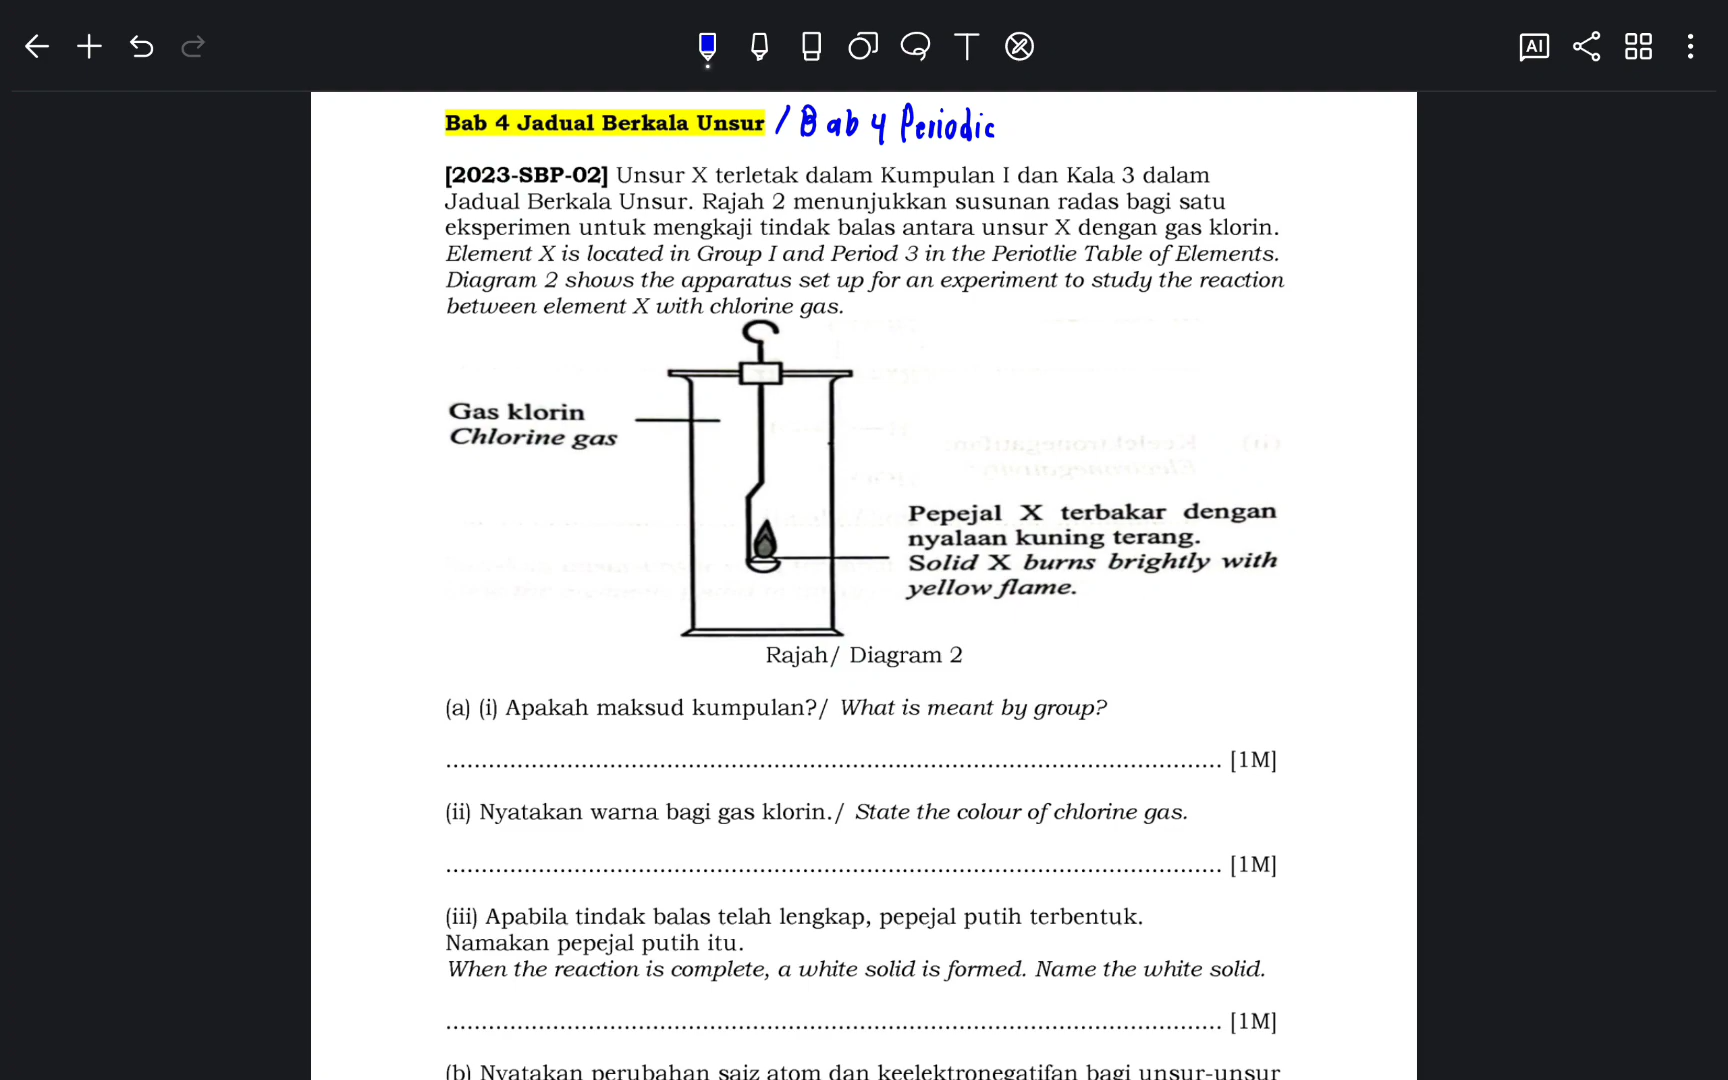 AI
Bab 4 Jadual Berkala Unsur / Bab 4 Periodic
[2023-SBP-02] Unsur X terletak dalam Kumpulan I dan Kala 3 dalam
Jadual Berkala Unsur. Rajah 2 menunjukkan susunan radas bagi satu
eksperimen untuk mengkaji tindak balas antara unsur X dengan gas klorin.
Element X is located in Group I and Period 3 in the Periotlie Table of Elements.
Diagram 2 shows the apparatus set up for an experiment to study the reaction
between element X with chlorine gas.
Gas klorin
Chlorine gas
Pepejal X terbakar dengan
nyalaan kuning terang.
Solid X burns brightly with
yellow flame.
Rajah/ Diagram 2
(a) (i) Apakah maksud kumpulan?/ What is meant by group?
[1M]
(ii) Nyatakan warna bagi gas klorin./ State the colour of chlorine gas.
[1M]
(iii) Apabila tindak balas telah lengkap, pepejal putih terbentuk.
Namakan pepejal putih itu.
When the reaction is complete, a white solid is formed. Name the white solid.
[1M]
(b) Nyatakan perubahan saiz atom dan keelektronegatifan bagi unsur-unsur